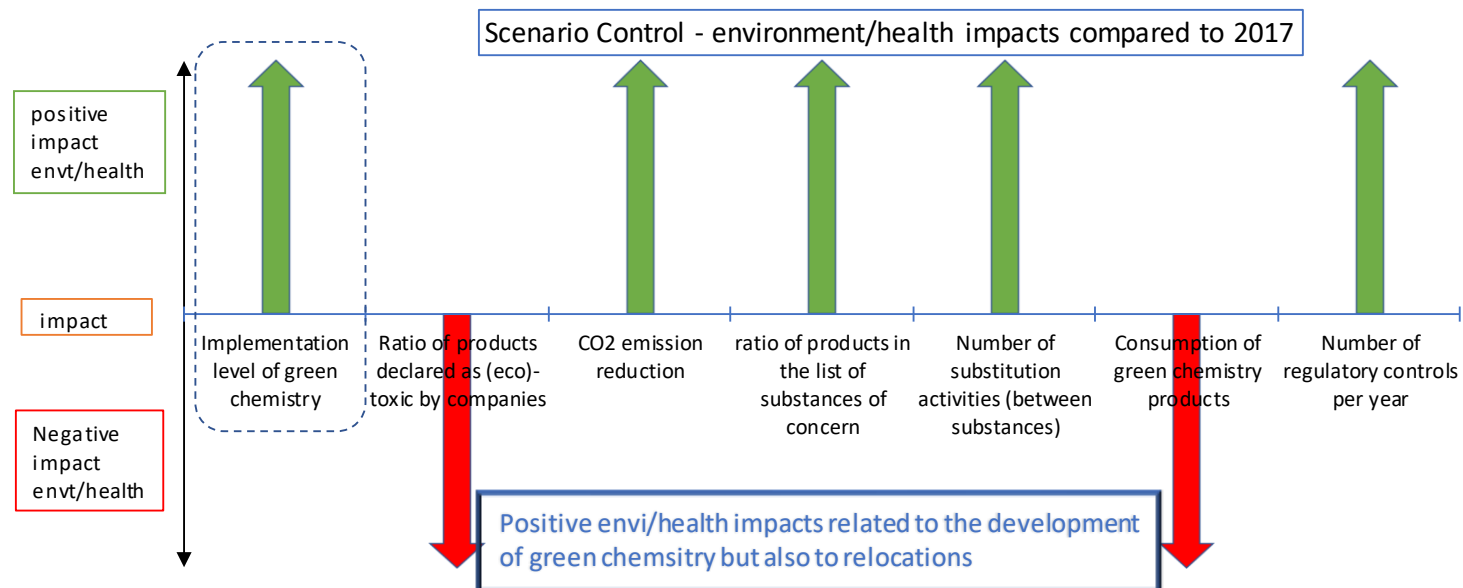 Scenario Control - environment/health impacts compared to 2017
positive
impact
envt/health
impact
Negative
impact
envt/health
Implementation
level of green
chemistry
Ratio of products
declared as (eco)-
toxic by companies
CO2 emission
reduction
ratio of products in
the list of
substances of
concern
Number of
substitution
activities (between
substances)
Consumption of
green chemistry
products
Number of
regulatory controls
per year
Positive envi/health impacts related to the development
of green chemsitry but also to relocations